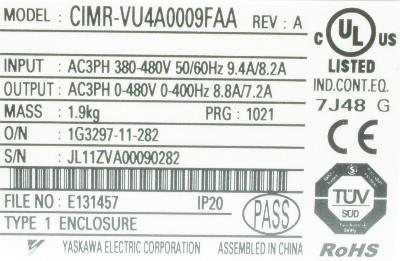 MODEL : CIMR-VU4A0009FAA REV : A
INPUT : AC3PH 380-480V 50/60Hz 9.4A/8.2A
OUTPUT : AC3PH 0-480V 0-400Hz 8.8A/7.2A
MASS : 1.9kg PRG : 1021
O/N : 1G3297-11-282
S/N : JL11ZVA00090282
FILE NO : E131457 IP20
TYPE 1 ENCLOSURE
PASS
YASKAWA ELECTRIC CORPORATION ASSEMBLED IN CHINA
C UL US
LISTED
IND.CONT.EQ.
7J48 G
CE
TÜV
SÜD
RoHS